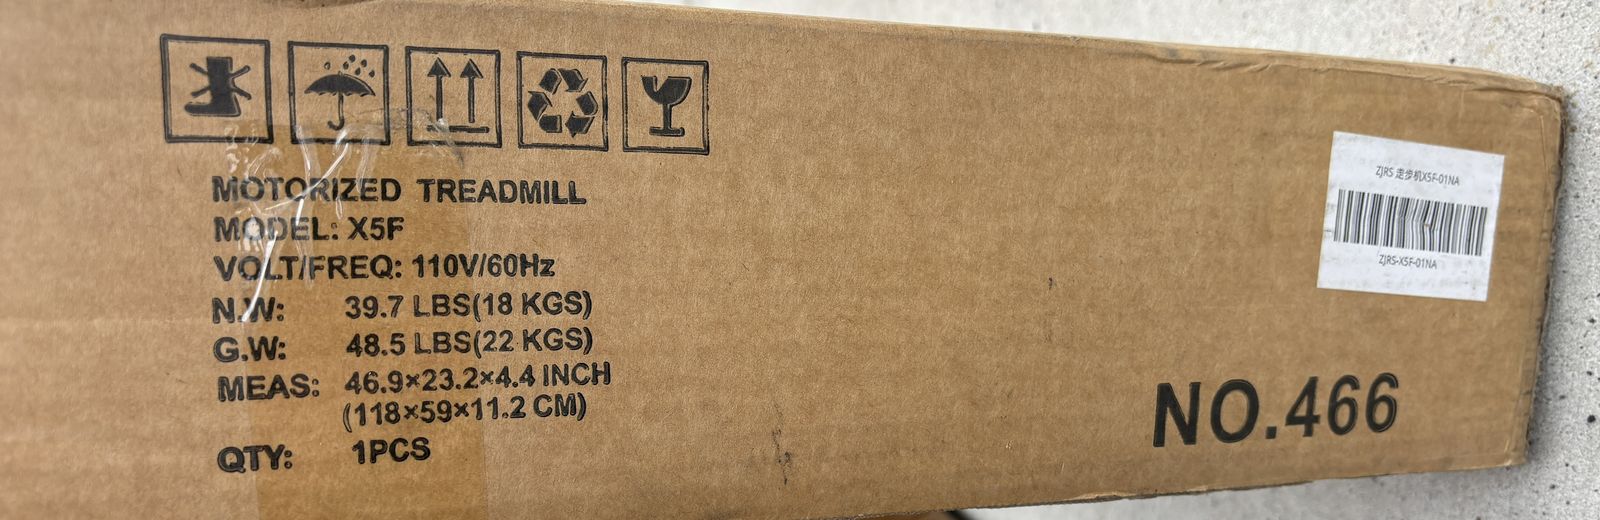 MOTORIZED TREADMILL
MODEL: X5F
VOLT/FREQ: 110V/60Hz
N.W: 39.7 LBS(18 KGS)
G.W: 48.5 LBS(22 KGS)
MEAS: 46.9×23.2×4.4 INCH
(118×59×11.2 CM)
QTY: 1PCS
ZJRS 走步机X5F-01NA
ZJRS-X5F-01NA
NO.466